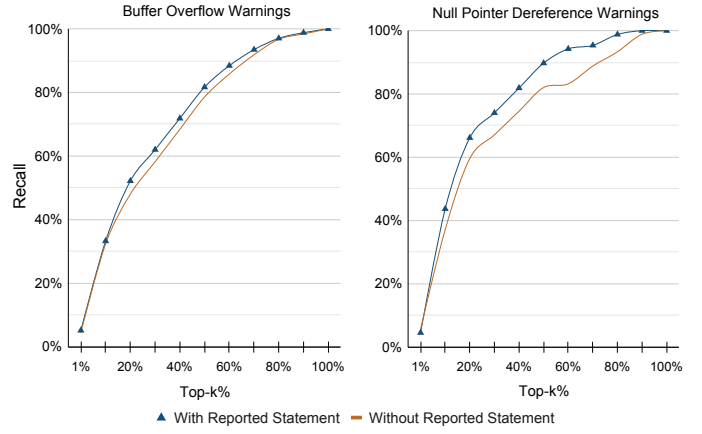 Buffer Overflow Warnings
Null Pointer Dereference Warnings
Recall
100%
80%
60%
40%
20%
0%
1% 20% 40% 60% 80% 100%
Top-k%
100%
80%
60%
40%
20%
0%
1% 20% 40% 60% 80% 100%
Top-k%
With Reported Statement Without Reported Statement